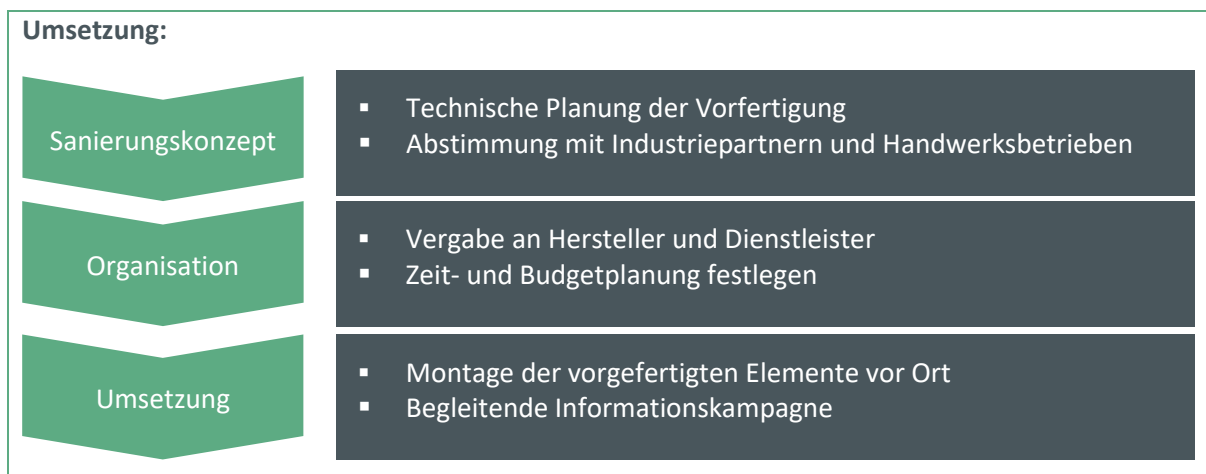 Umsetzung:
Sanierungskonzept
▪ Technische Planung der Vorfertigung
▪ Abstimmung mit Industriepartnern und Handwerksbetrieben
Organisation
▪ Vergabe an Hersteller und Dienstleister
▪ Zeit- und Budgetplanung festlegen
Umsetzung
▪ Montage der vorgefertigten Elemente vor Ort
▪ Begleitende Informationskampagne